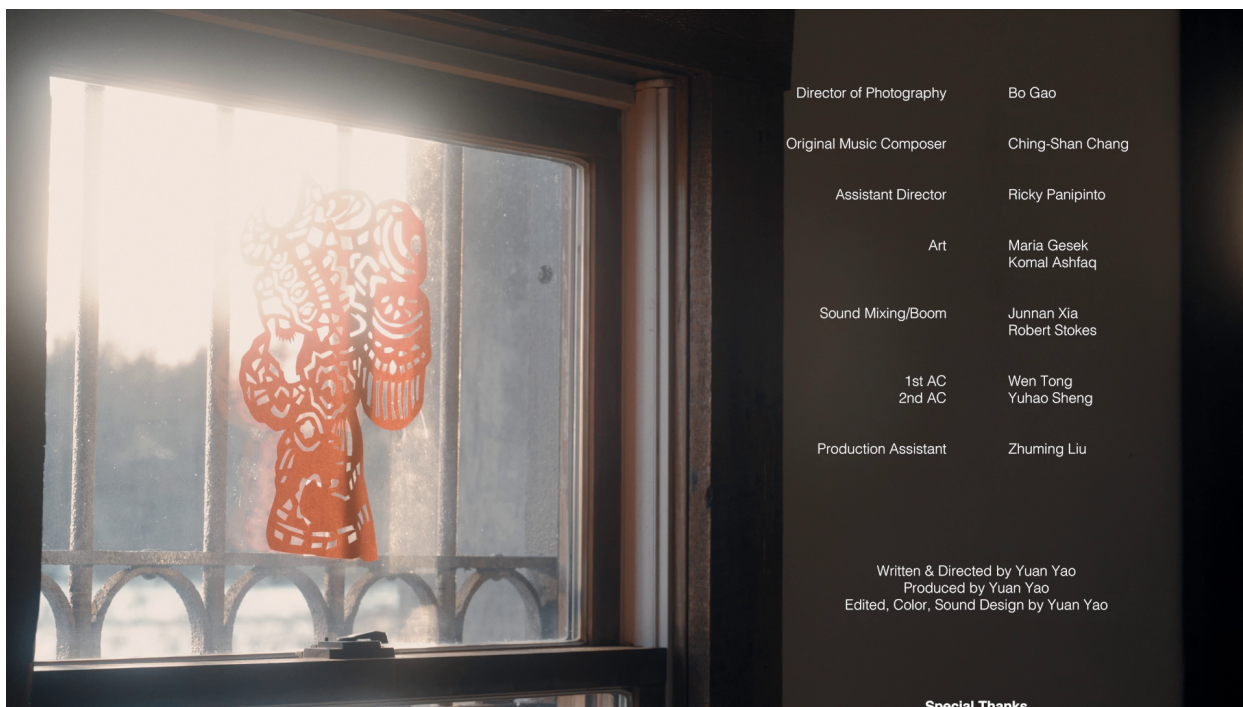 Director of Photography Bo Gao
Original Music Composer Ching-Shan Chang
Assistant Director Ricky Panipinto
Art Maria Gesek
Komal Ashfaq
Sound Mixing/Boom Junnan Xia
Robert Stokes
1st AC Wen Tong
2nd AC Yuhao Sheng
Production Assistant Zhuming Liu
Written & Directed by Yuan Yao
Produced by Yuan Yao
Edited, Color, Sound Design by Yuan Yao
Special Thanks